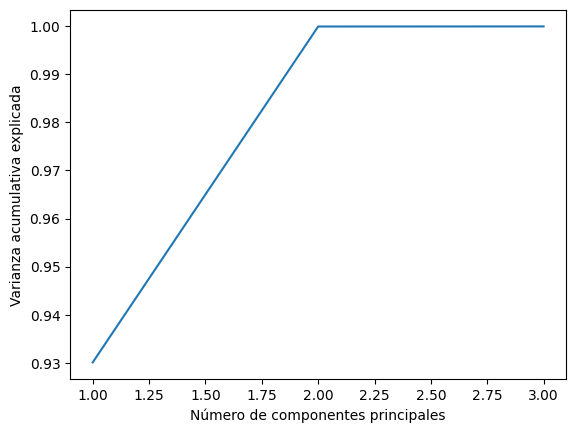 Varianza acumulativa explicada
1.00
0.99
0.98
0.97
0.96
0.95
0.94
0.93
1.00 1.25 1.50 1.75 2.00 2.25 2.50 2.75 3.00
Número de componentes principales